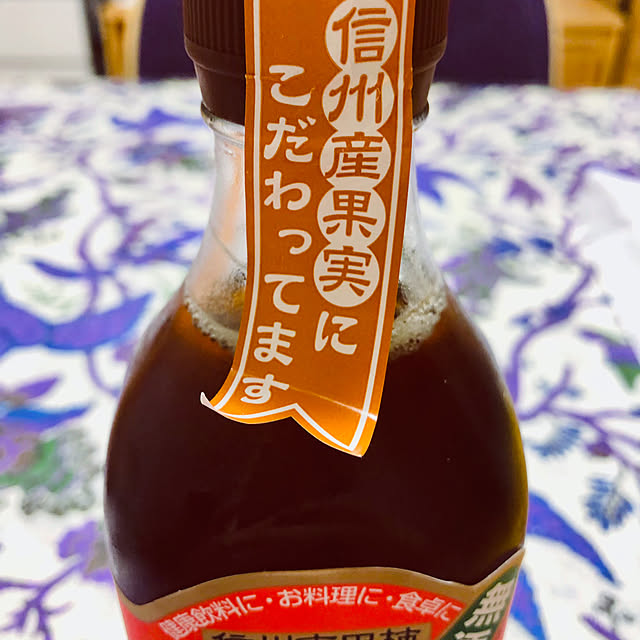 信州産果実に
こだわってます
健康飲料に・お料理に・食卓に
無